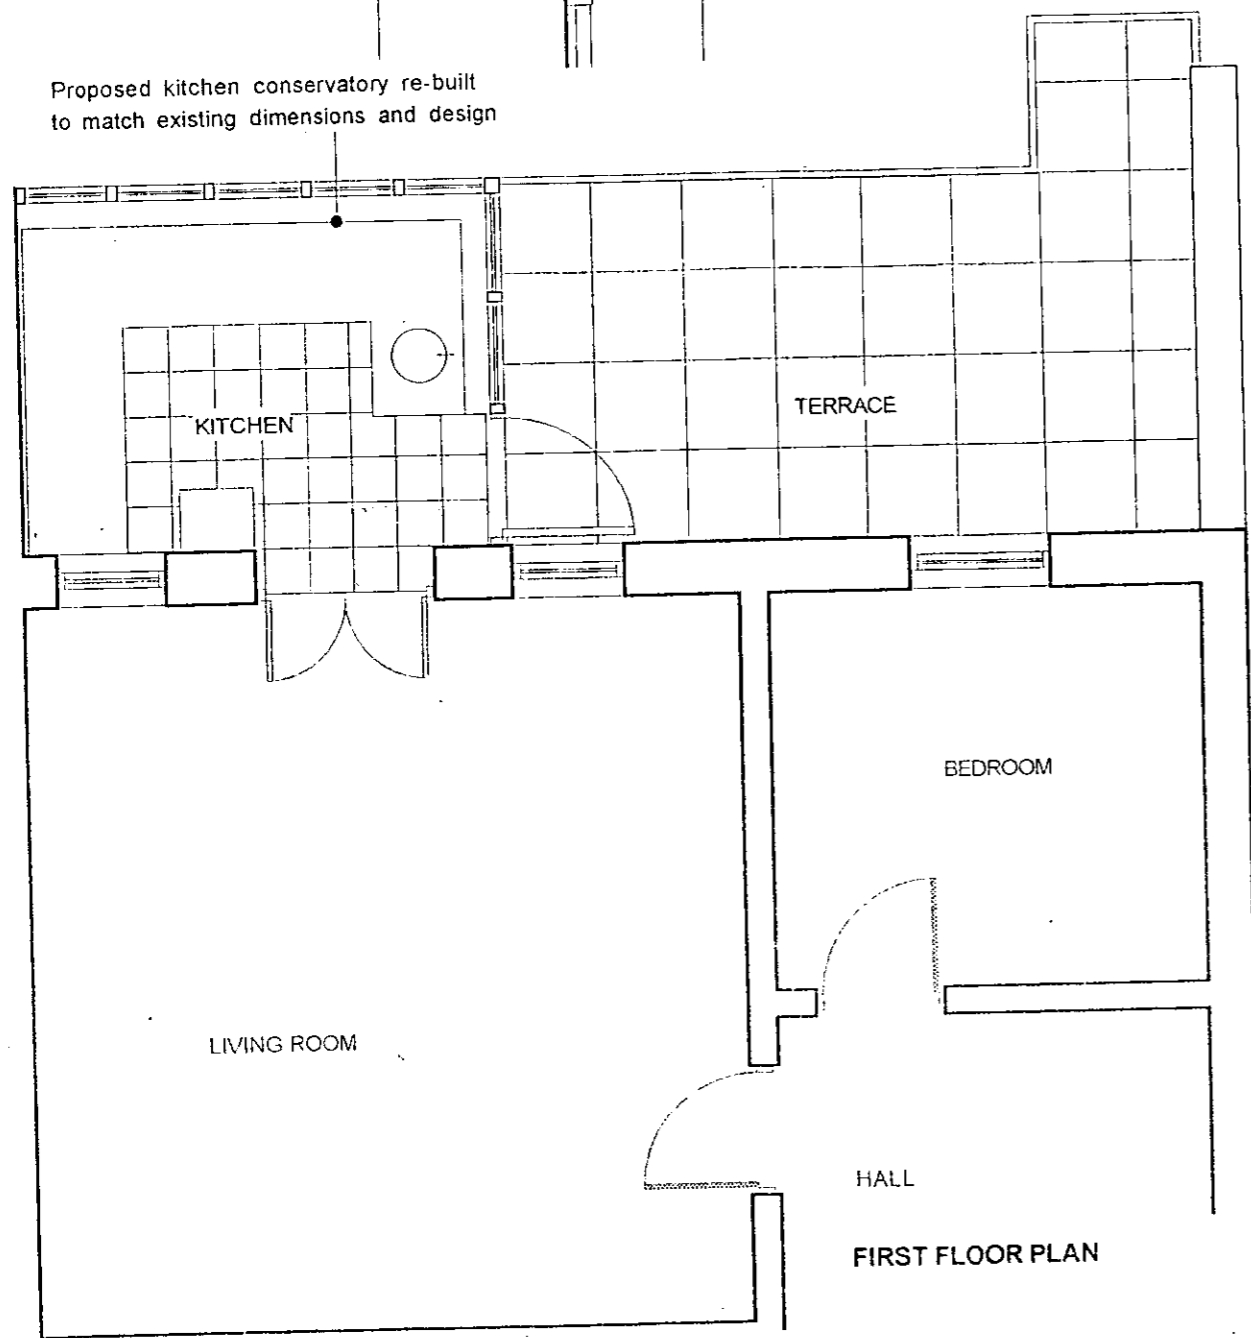 Proposed kitchen conservatory re-built
to match existing dimensions and design
KITCHEN
TERRACE
BEDROOM
LIVING ROOM
HALL
FIRST FLOOR PLAN